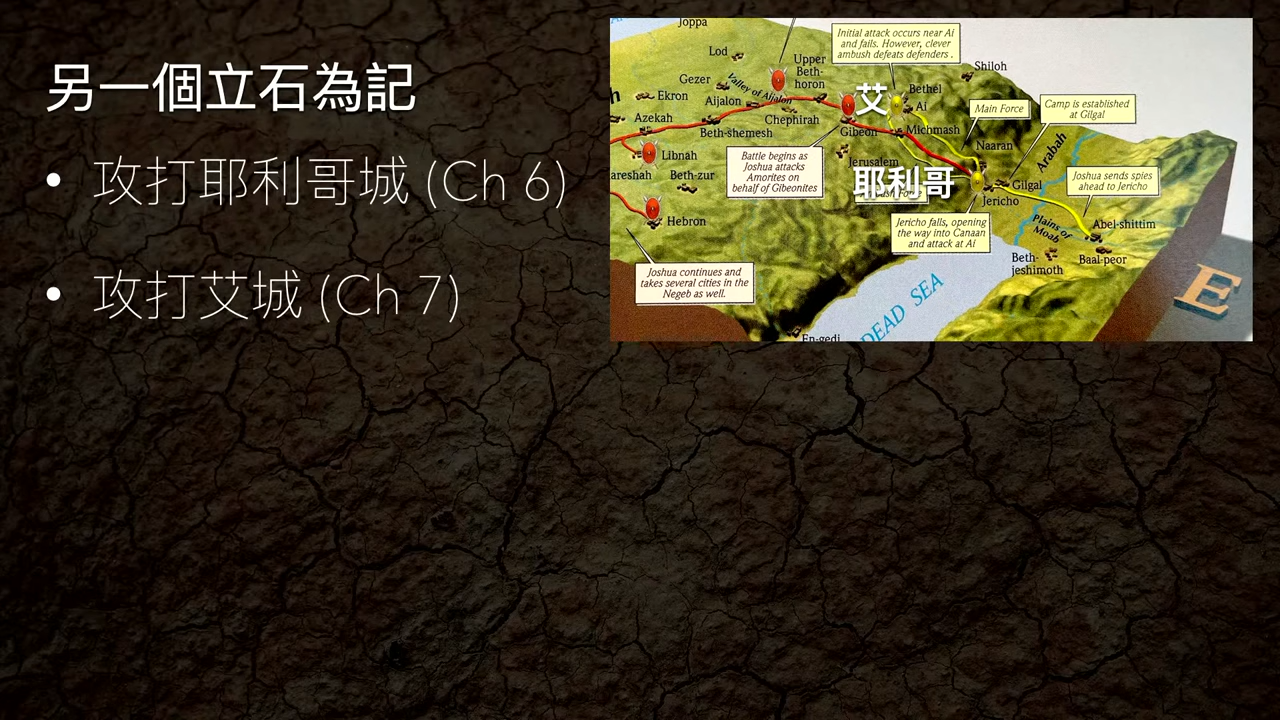 另一個立石為記
• 攻打耶利哥城 (Ch 6)
• 攻打艾城 (Ch 7)
Joppa
Initial attack occurs near Ai
and fails. However, clever
ambush defeats defenders .
Lod
Upper
Beth-
horon
Shiloh
Gezer
Valley of Aijalon
艾
Bethel
Ekron
Aijalon
Ai
Main Force
Camp is established
at Gilgal
Chephirah
Azekah
Beth-shemesh
Gibeon
Michmash
Naaran
Arabah
Libnah
Battle begins as
Joshua attacks
Amorites on
behalf of Gibeonites
Jerusalem
areshah
Beth-zur
耶利哥
Gilgal
Jericho
Joshua sends spies
ahead to Jericho
Hebron
Jericho falls, opening
the way into Canaan
and attack at Ai
Plains of
Moab
Abel-shittim
Beth-
jeshimoth
Baal-peor
Joshua continues and
takes several cities in the
Negeb as well.
DEAD SEA
E
En-gedi